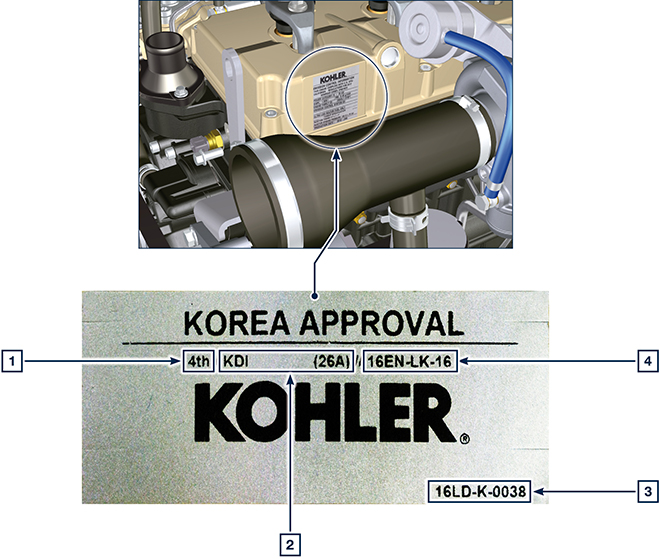 KOHLER
KOREA APPROVAL
1
4th KDI (26A) / 16EN-LK-16
4
KOHLER®
16LD-K-0038
3
2